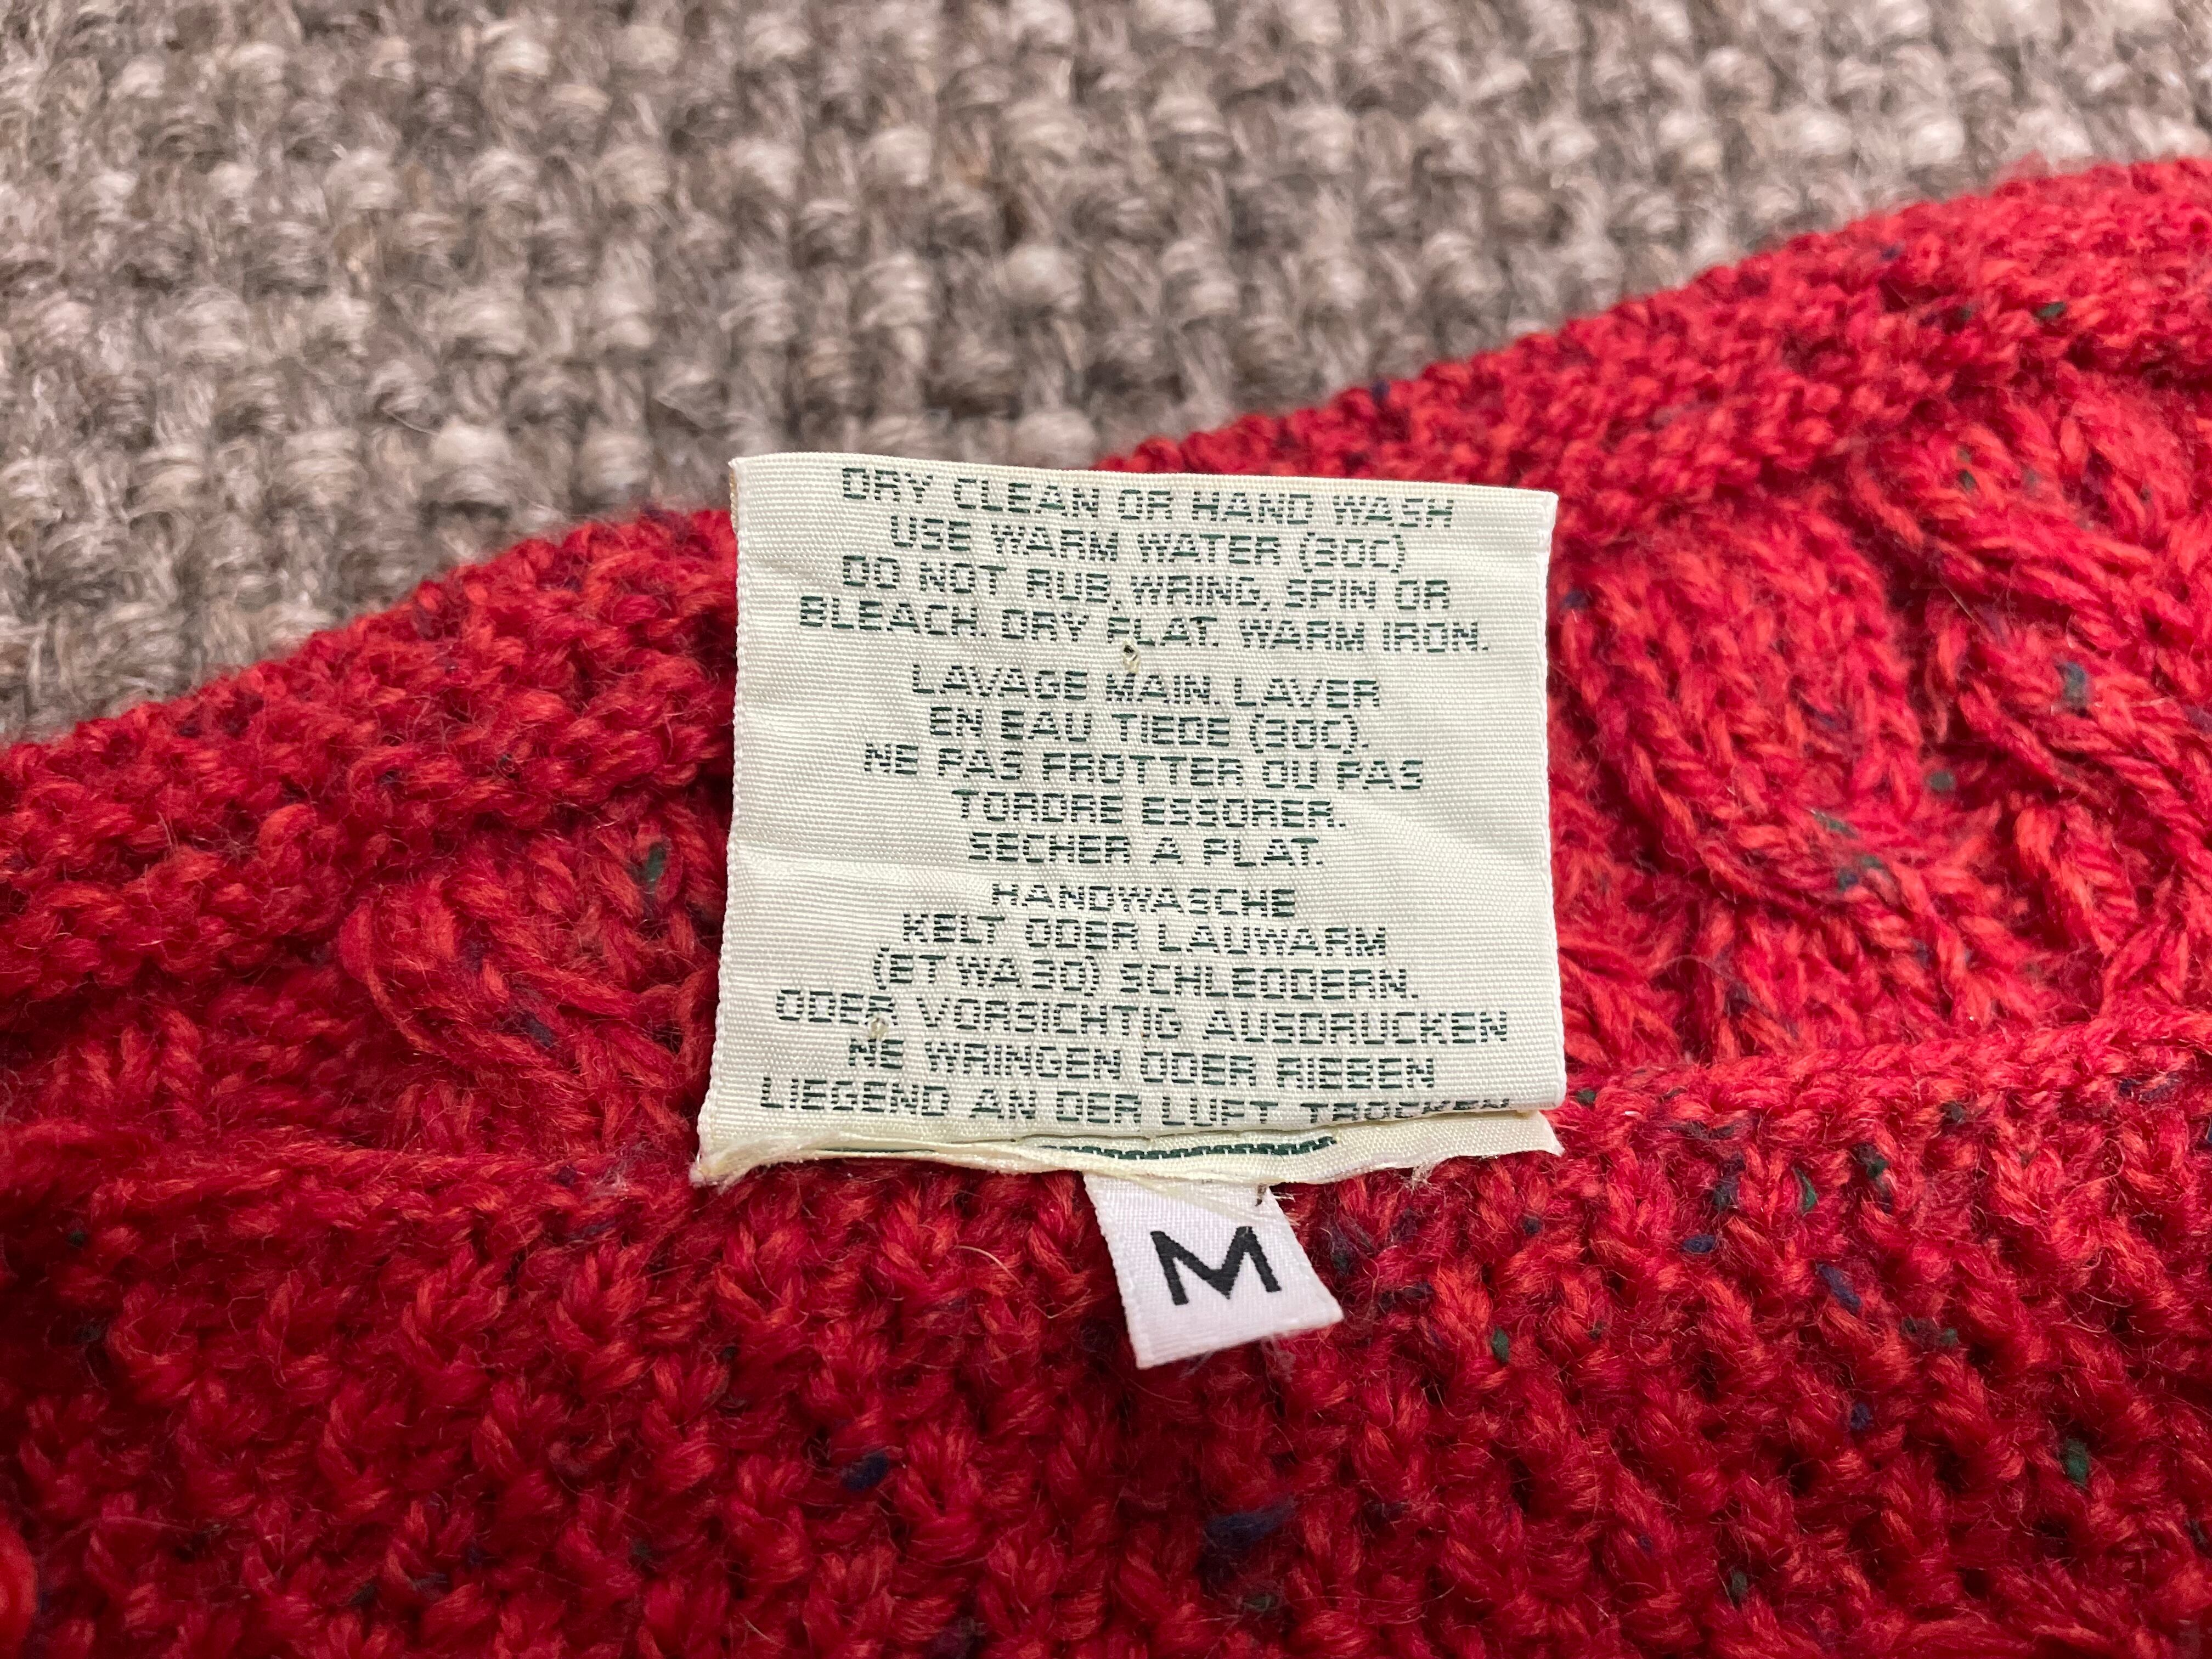 DRY CLEAN OR HAND WASH
USE WARM WATER (30C)
DO NOT RUB, WRING, SPIN OR
BLEACH. DRY FLAT. WARM IRON.
LAVAGE MAIN. LAVER
EN EAU TIEDE (30C).
NE PAS FROTTER OU PAS
TORDRE ESSORER.
SECHER A PLAT.
HANDWASCHE
KELT ODER LAUWARM
(ETWA 30) SCHLEODERN.
ODER VORSICHTIG AUSDRUCKEN
NE WRINGEN ODER RIEBEN
LIEGEND AN DER LUFT TROCKEN
M